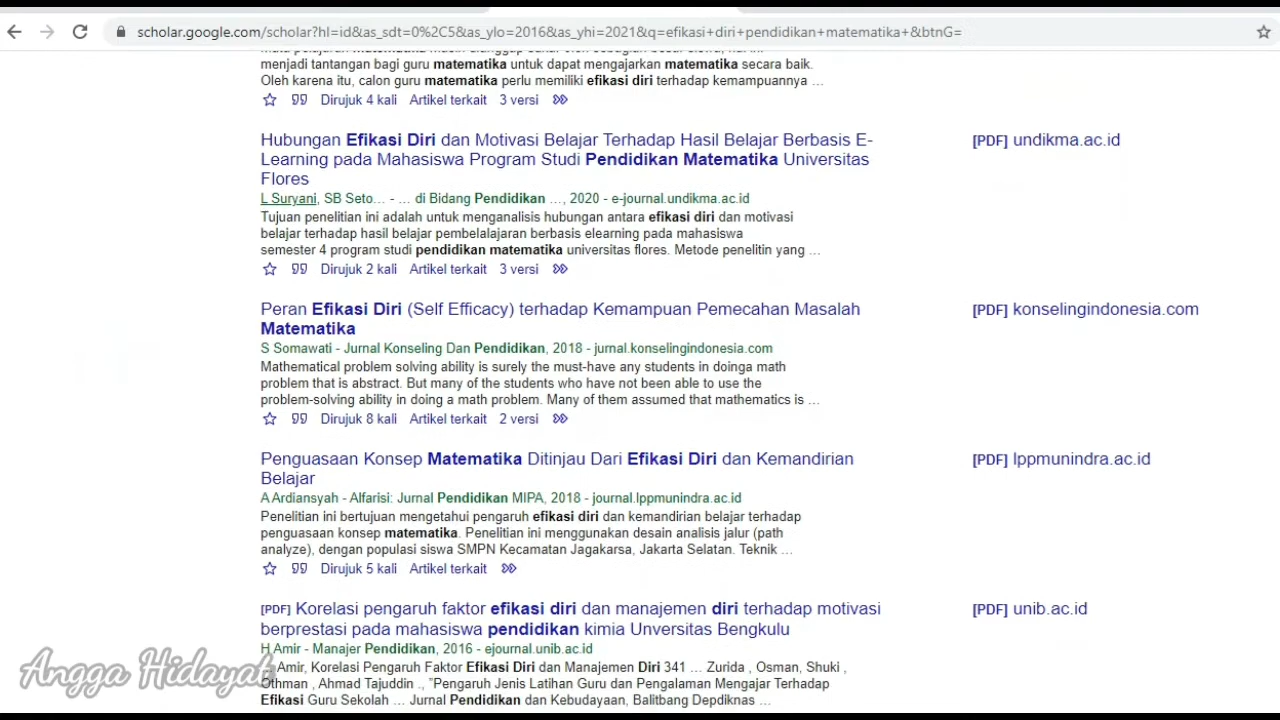 scholar.google.com/scholar?hl=id&as_sdt=0%2C5&as_ylo=2016&as_yhi=2021&q=efikasi+diri+pendidikan+matematika+&btnG=
menjadi tantangan bagi guru matematika untuk dapat mengajarkan matematika secara baik.
Oleh karena itu, calon guru matematika perlu memiliki efikasi diri terhadap kemampuannya ...
Dirujuk 4 kali Artikel terkait 3 versi
Hubungan Efikasi Diri dan Motivasi Belajar Terhadap Hasil Belajar Berbasis E-
Learning pada Mahasiswa Program Studi Pendidikan Matematika Universitas
Flores
[PDF] undikma.ac.id
L Suryani, SB Seto... - ... di Bidang Pendidikan ..., 2020 - e-journal.undikma.ac.id
Tujuan penelitian ini adalah untuk menganalisis hubungan antara efikasi diri dan motivasi
belajar terhadap hasil belajar pembelalajaran berbasis elearning pada mahasiswa
semester 4 program studi pendidikan matematika universitas flores. Metode penelitin yang ...
Dirujuk 2 kali Artikel terkait 3 versi
Peran Efikasi Diri (Self Efficacy) terhadap Kemampuan Pemecahan Masalah
Matematika
[PDF] konselingindonesia.com
S Somawati - Jurnal Konseling Dan Pendidikan, 2018 - jurnal.konselingindonesia.com
Mathematical problem solving ability is surely the must-have any students in doinga math
problem that is abstract. But many of the students who have not been able to use the
problem-solving ability in doing a math problem. Many of them assumed that mathematics is ...
Dirujuk 8 kali Artikel terkait 2 versi
Penguasaan Konsep Matematika Ditinjau Dari Efikasi Diri dan Kemandirian
Belajar
[PDF] lppmunindra.ac.id
A Ardiansyah - Alfarisi: Jurnal Pendidikan MIPA, 2018 - journal.lppmunindra.ac.id
Penelitian ini bertujuan mengetahui pengaruh efikasi diri dan kemandirian belajar terhadap
penguasaan konsep matematika. Penelitian ini menggunakan desain analisis jalur (path
analyze), dengan populasi siswa SMPN Kecamatan Jagakarsa, Jakarta Selatan. Teknik ...
Dirujuk 5 kali Artikel terkait
[PDF] Korelasi pengaruh faktor efikasi diri dan manajemen diri terhadap motivasi
berprestasi pada mahasiswa pendidikan kimia Unversitas Bengkulu
[PDF] unib.ac.id
H Amir - Manajer Pendidikan, 2016 - ejournal.unib.ac.id
Amir, Korelasi Pengaruh Faktor Efikasi Diri dan Manajemen Diri 341 ... Zurida , Osman, Shuki ,
Othman , Ahmad Tajuddin ., "Pengaruh Jenis Latihan Guru dan Pengalaman Mengajar Terhadap
Efikasi Guru Sekolah ... Jurnal Pendidikan dan Kebudayaan, Balitbang Depdiknas ...
Angga Hidayat